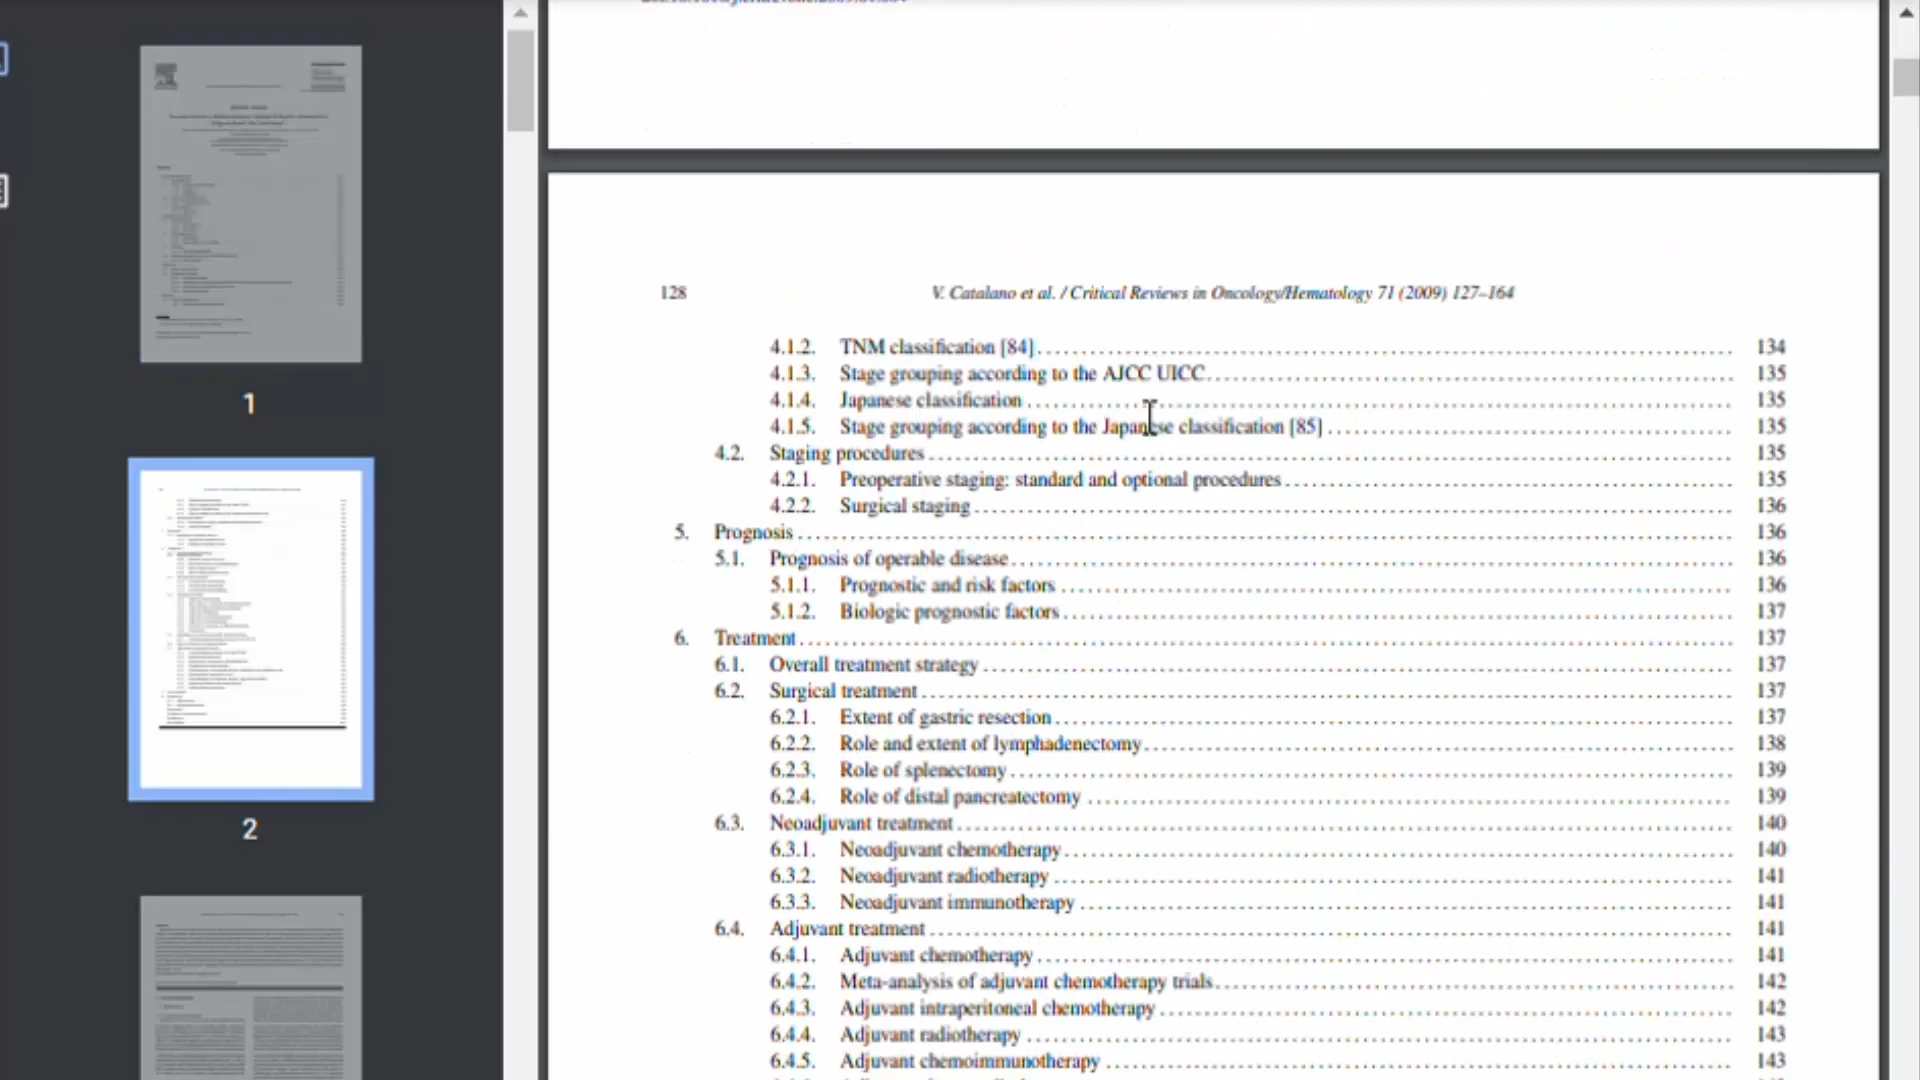 1
2
128 V. Catalano et al. / Critical Reviews in Oncology/Hematology 71 (2009) 127–164
4.1.2. TNM classification [84] 134
4.1.3. Stage grouping according to the AJCC UICC 135
4.1.4. Japanese classification 135
4.1.5. Stage grouping according to the Japanese classification [85] 135
4.2. Staging procedures 135
4.2.1. Preoperative staging: standard and optional procedures 135
4.2.2. Surgical staging 136
5. Prognosis 136
5.1. Prognosis of operable disease 136
5.1.1. Prognostic and risk factors 136
5.1.2. Biologic prognostic factors 137
6. Treatment 137
6.1. Overall treatment strategy 137
6.2. Surgical treatment 137
6.2.1. Extent of gastric resection 137
6.2.2. Role and extent of lymphadenectomy 138
6.2.3. Role of splenectomy 139
6.2.4. Role of distal pancreatectomy 139
6.3. Neoadjuvant treatment 140
6.3.1. Neoadjuvant chemotherapy 140
6.3.2. Neoadjuvant radiotherapy 141
6.3.3. Neoadjuvant immunotherapy 141
6.4. Adjuvant treatment 141
6.4.1. Adjuvant chemotherapy 141
6.4.2. Meta-analysis of adjuvant chemotherapy trials 142
6.4.3. Adjuvant intraperitoneal chemotherapy 142
6.4.4. Adjuvant radiotherapy 143
6.4.5. Adjuvant chemoimmunotherapy 143